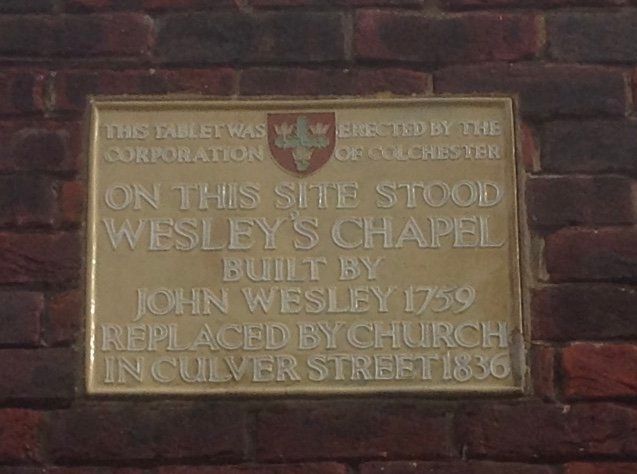 THIS TABLET WAS ERECTED BY THE
CORPORATION OF COLCHESTER
ON THIS SITE STOOD
WESLEY'S CHAPEL
BUILT BY
JOHN WESLEY 1759
REPLACED BY CHURCH
IN CULVER STREET 1836